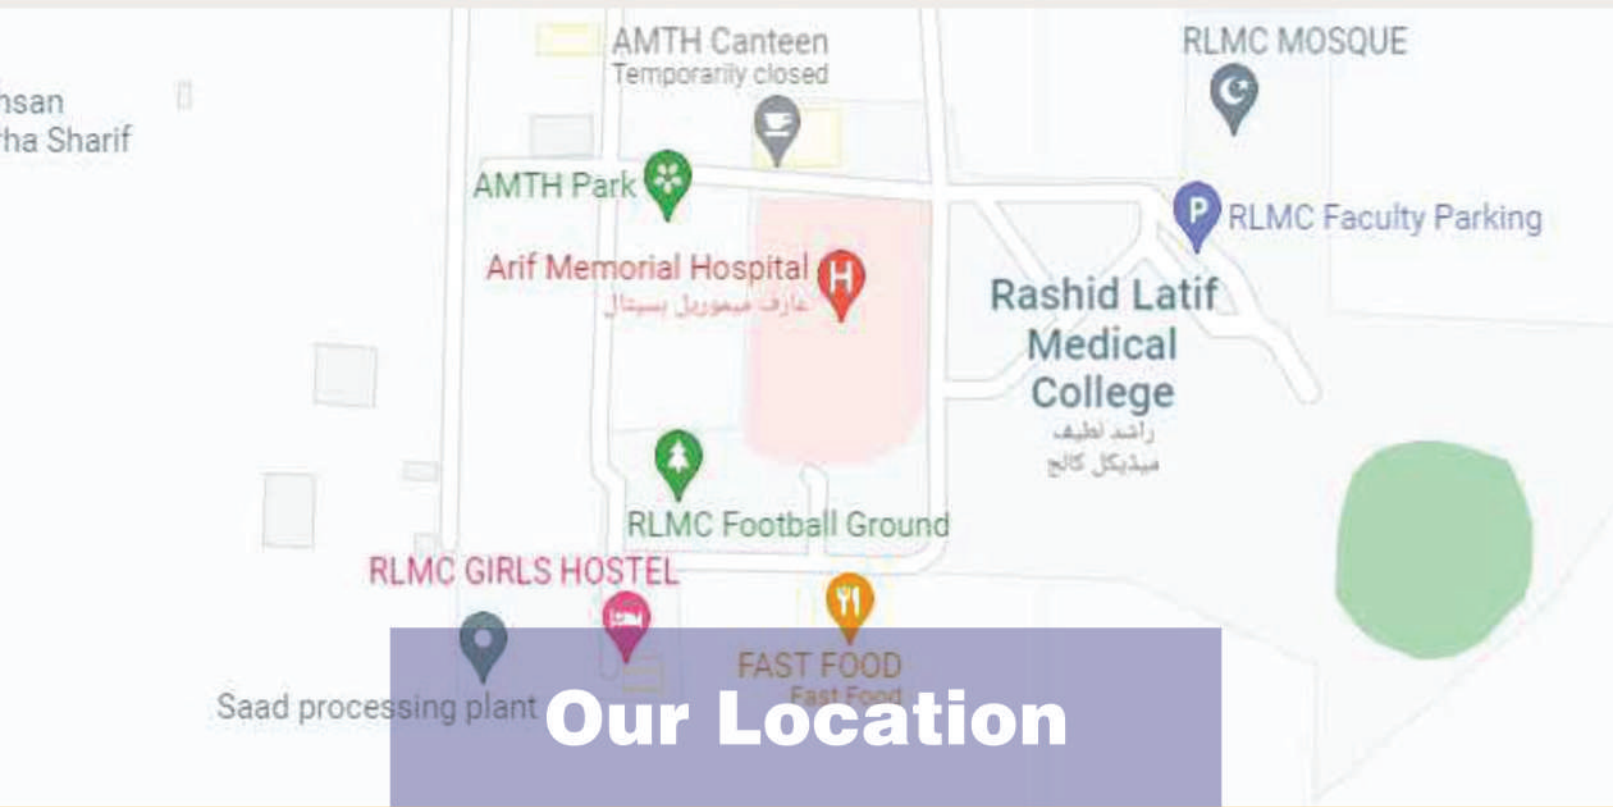 AMTH Canteen
Temporarily closed
RLMC MOSQUE
hsan
ha Sharif
AMTH Park
P
RLMC Faculty Parking
Arif Memorial Hospital
H
عارف میموریل ہسپتال
Rashid Latif
Medical
College
راشد لطیف
میڈیکل کالج
RLMC Football Ground
RLMC GIRLS HOSTEL
FAST FOOD
Fast Food
Saad processing plant
Our Location